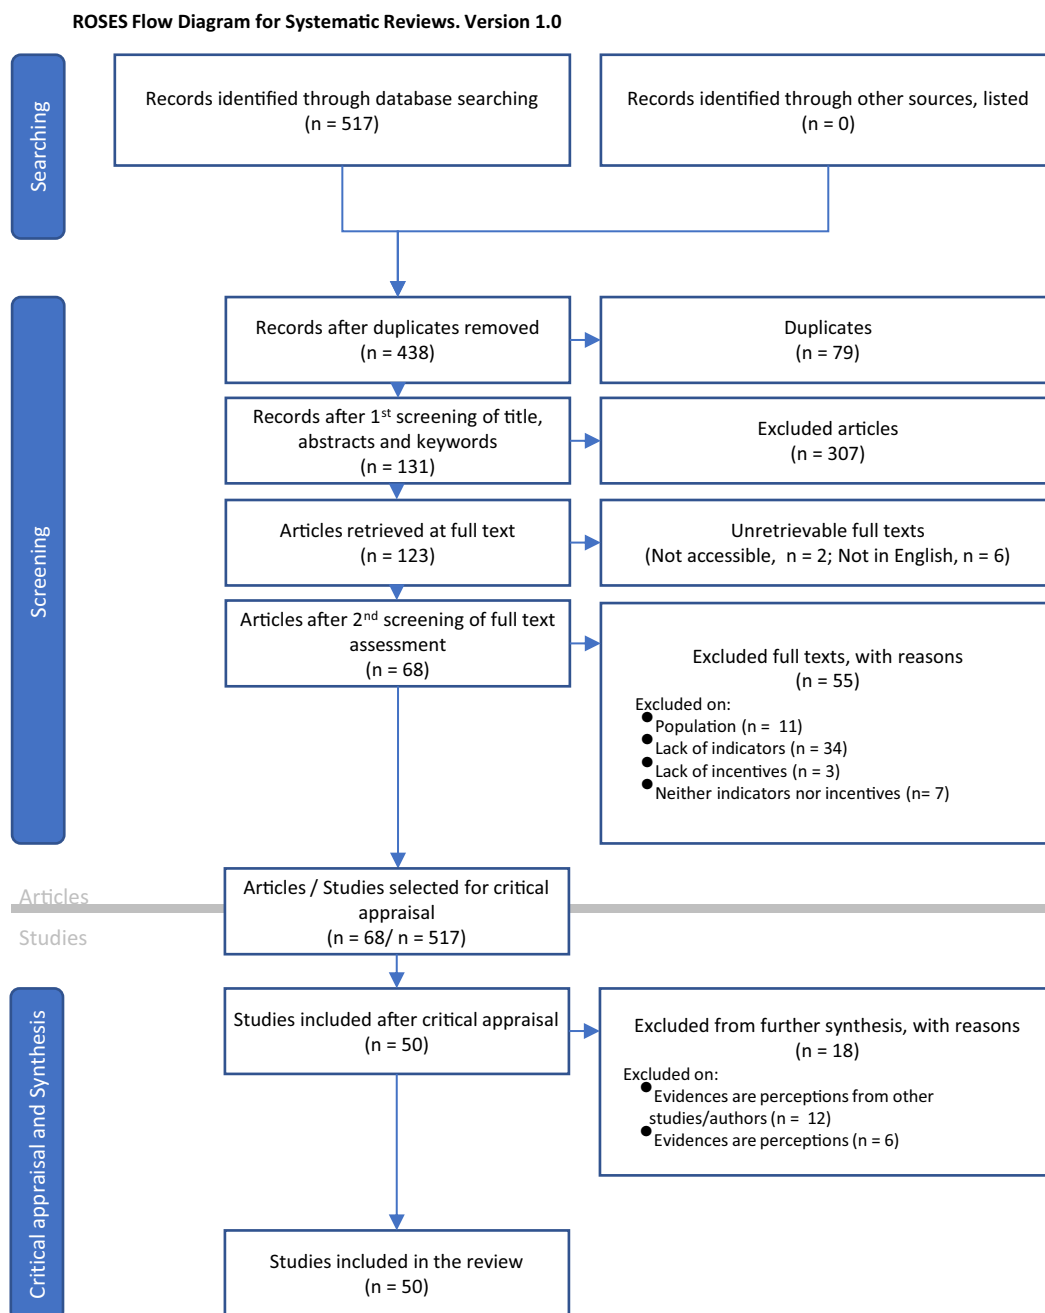 ROSES Flow Diagram for Systematic Reviews. Version 1.0
Searching
Records identified through database searching
(n = 517)
Records identified through other sources, listed
(n = 0)
Screening
Records after duplicates removed
(n = 438)
Duplicates
(n = 79)
Records after 1st screening of title,
abstracts and keywords
(n = 131)
Excluded articles
(n = 307)
Articles retrieved at full text
(n = 123)
Unretrievable full texts
(Not accessible, n = 2; Not in English, n = 6)
Articles after 2nd screening of full text
assessment
(n = 68)
Excluded full texts, with reasons
(n = 55)
Excluded on:
● Population (n = 11)
● Lack of indicators (n = 34)
● Lack of incentives (n = 3)
● Neither indicators nor incentives (n= 7)
Articles
Studies
Articles / Studies selected for critical
appraisal
(n = 68/ n = 517)
Critical appraisal and Synthesis
Studies included after critical appraisal
(n = 50)
Excluded from further synthesis, with reasons
(n = 18)
Excluded on:
● Evidences are perceptions from other
studies/authors (n = 12)
● Evidences are perceptions (n = 6)
Studies included in the review
(n = 50)